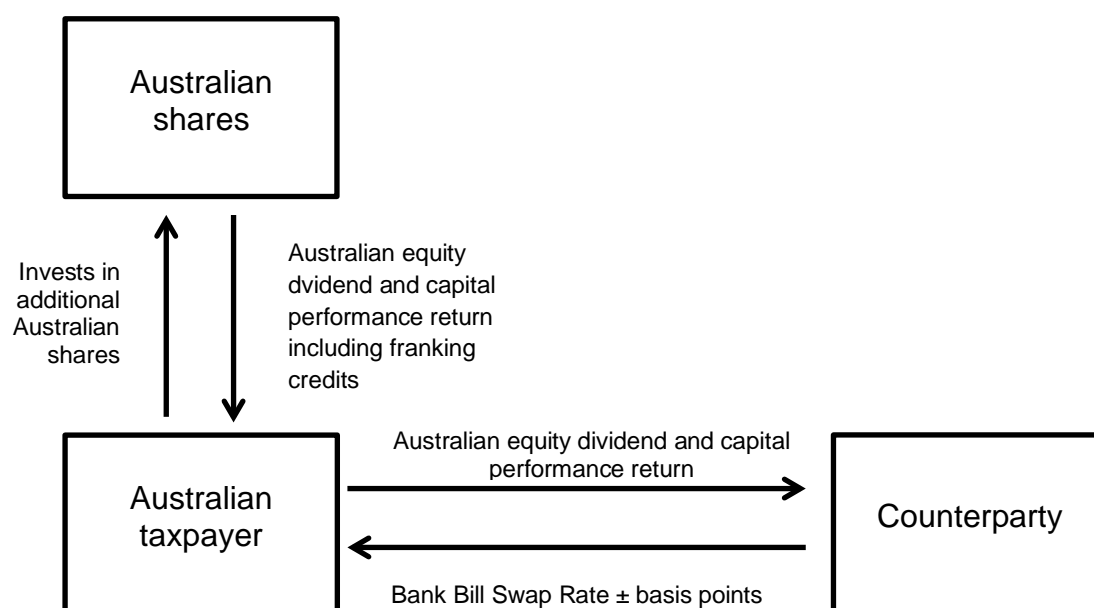 Australian
shares
Invests in
additional
Australian
shares
Australian equity
dvidend and capital
performance return
including franking
credits
Australian
taxpayer
Australian equity dividend and capital
performance return
Counterparty
Bank Bill Swap Rate ± basis points